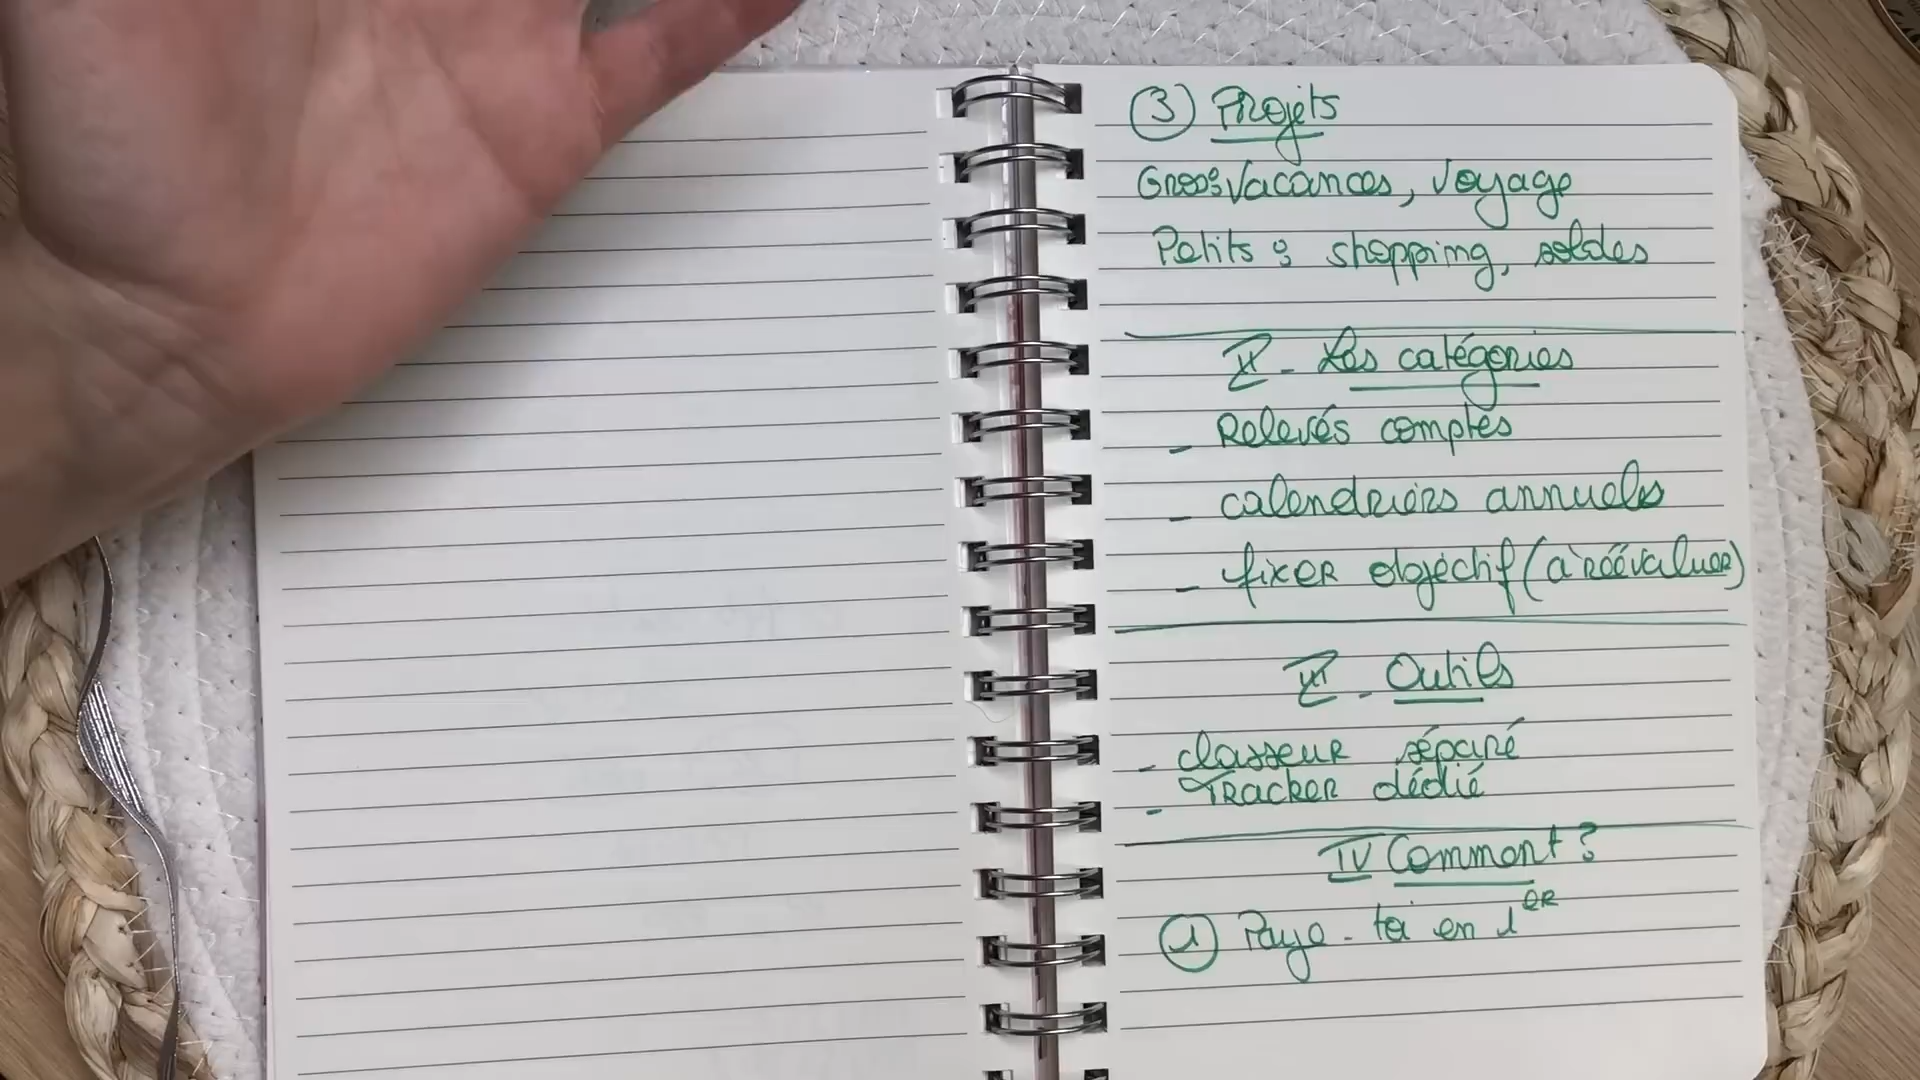 ③ Projets
Gros : Vacances, Voyage
Petits : shopping, soldes
II - Les catégories
- Relevés comptes
- calendriers annuels
- fixer objectif (à réévaluer)
III - Outils
- classeur séparé
- Tracker dédié
IV Comment ?
① Paye-toi en 1er